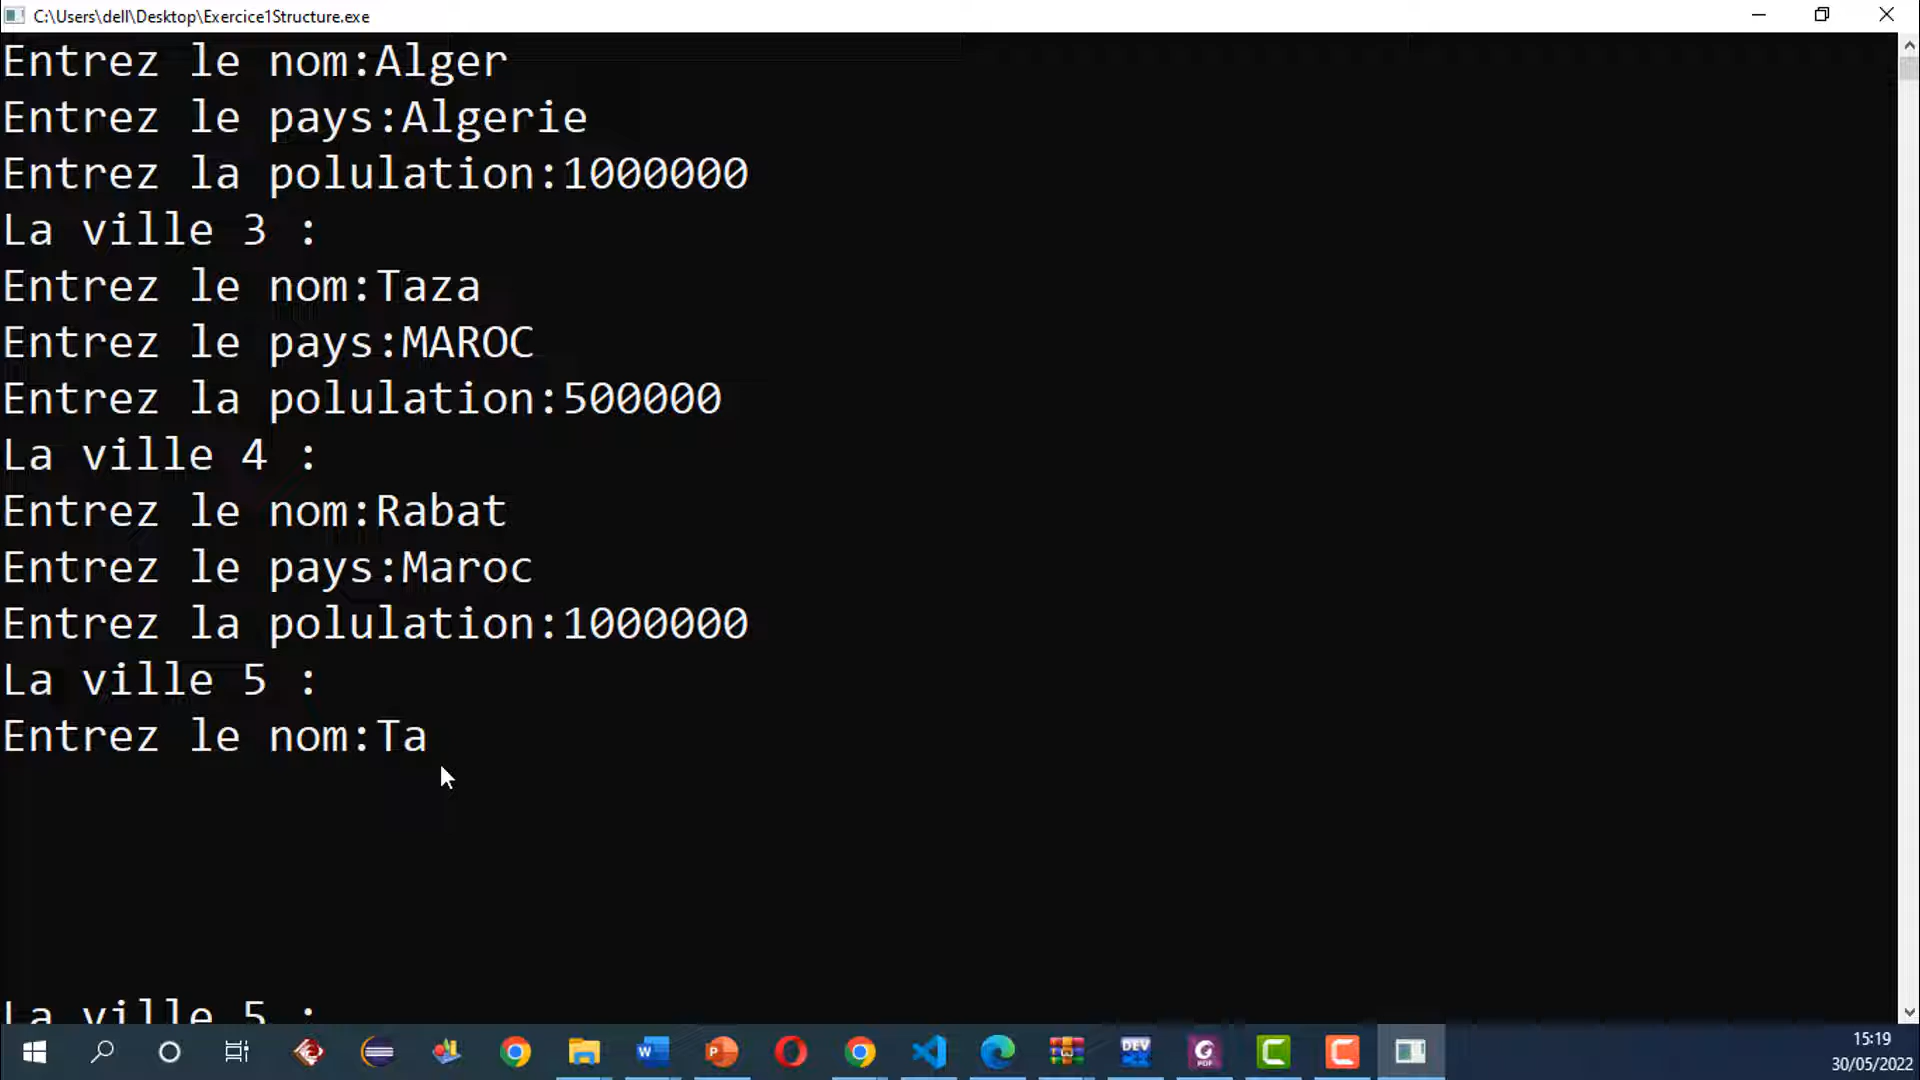 C:\Users\dell\Desktop\Exercice1Structure.exe
Entrez le nom:Alger
Entrez le pays:Algerie
Entrez la polulation:1000000
La ville 3 :
Entrez le nom:Taza
Entrez le pays:MAROC
Entrez la polulation:500000
La ville 4 :
Entrez le nom:Rabat
Entrez le pays:Maroc
Entrez la polulation:1000000
La ville 5 :
Entrez le nom:Ta
La ville 5 :
DEV
PDF
15:19
30/05/2022